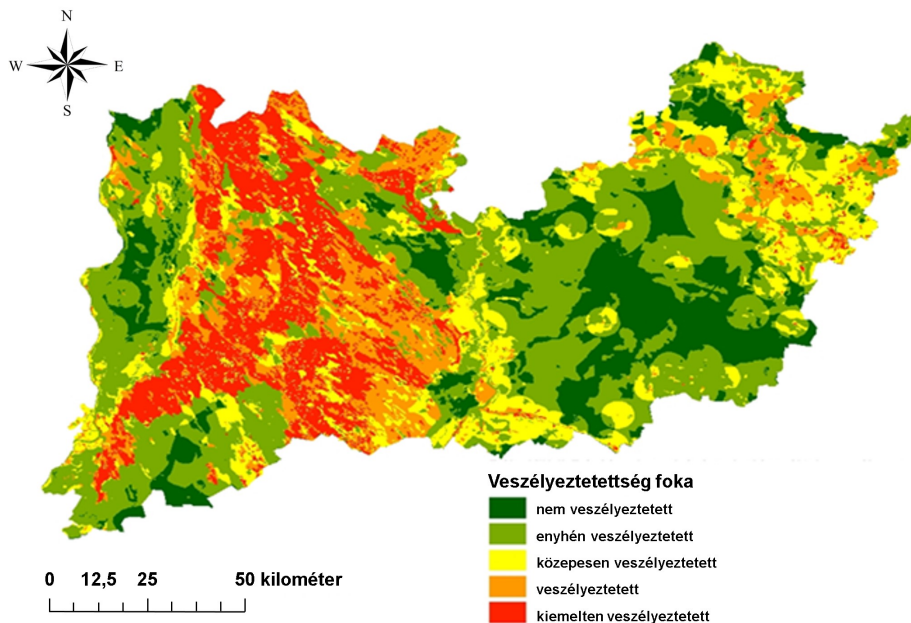 N
W E
S
Veszélyeztetettség foka
nem veszélyeztetett
enyhén veszélyeztetett
közepesen veszélyeztetett
veszélyeztetett
kiemelten veszélyeztetett
0 12,5 25 50 kilométer